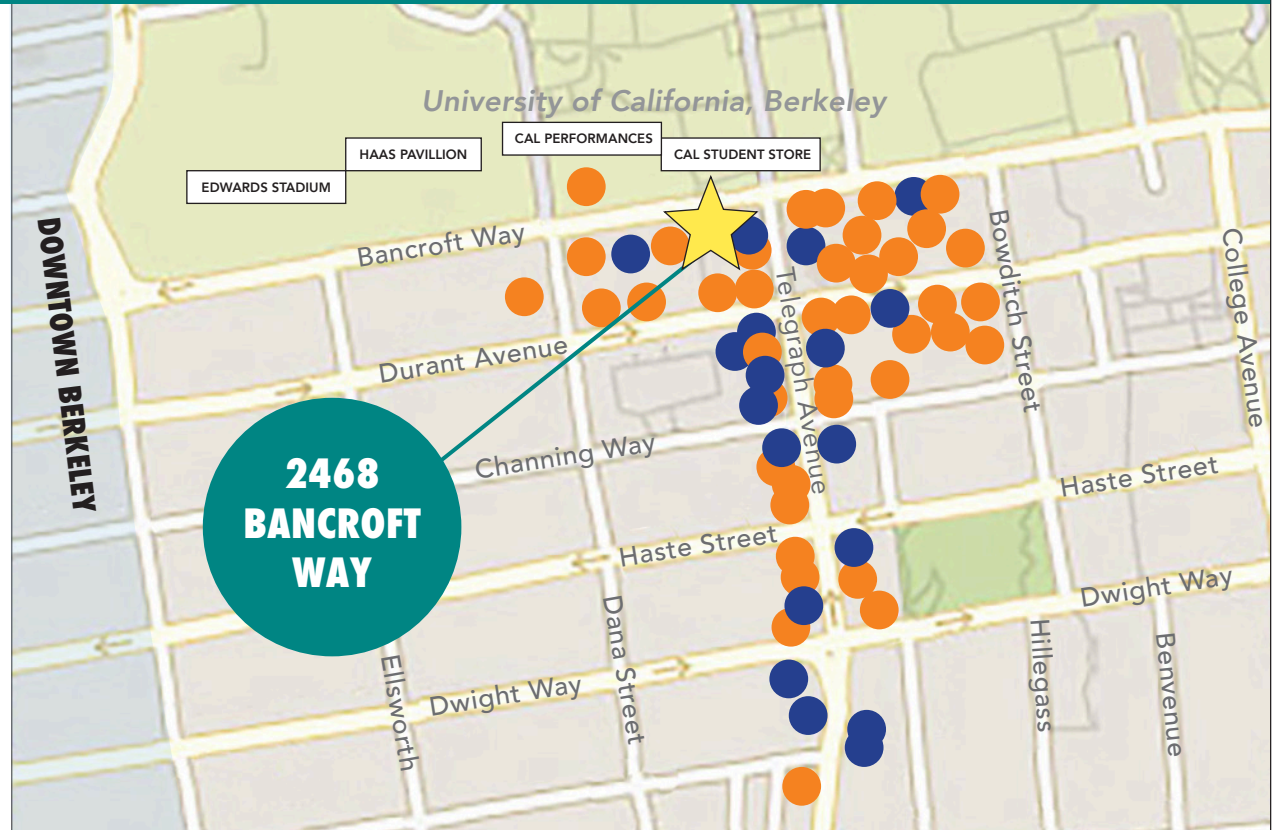 University of California, Berkeley
CAL PERFORMANCES
HAAS PAVILLION
CAL STUDENT STORE
EDWARDS STADIUM
DOWNTOWN BERKELEY
Bancroft Way
Bowditch Street
College Avenue
Telegraph Avenue
Durant Avenue
2468
BANCROFT
WAY
Channing Way
Haste Street
Haste Street
Dwight Way
Dana Street
Ellsworth
Hillegass
Benvenue
Dwight Way